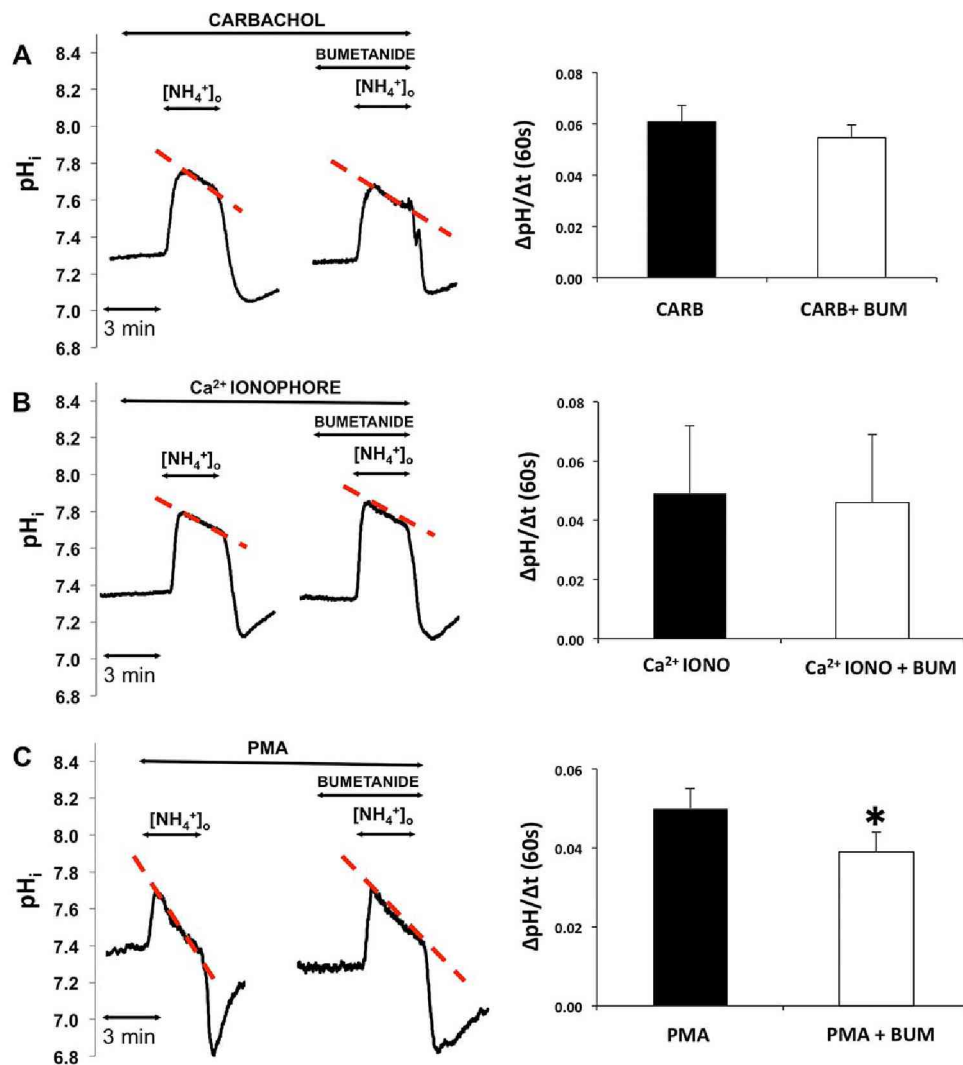 A
CARBACHOL
BUMETANIDE
[NH₄⁺]ₒ
[NH₄⁺]ₒ
pHᵢ
8.4
8.2
8.0
7.8
7.6
7.4
7.2
7.0
6.8
3 min
ΔpH/Δt (60s)
0.08
0.06
0.04
0.02
0.00
CARB
CARB+ BUM
B
Ca²⁺ IONOPHORE
BUMETANIDE
[NH₄⁺]ₒ
[NH₄⁺]ₒ
pHᵢ
8.4
8.2
8.0
7.8
7.6
7.4
7.2
7.0
6.8
3 min
ΔpH/Δt (60s)
0.08
0.06
0.04
0.02
0.00
Ca²⁺ IONO
Ca²⁺ IONO + BUM
C
PMA
BUMETANIDE
[NH₄⁺]ₒ
[NH₄⁺]ₒ
pHᵢ
8.4
8.2
8.0
7.8
7.6
7.4
7.2
7.0
6.8
3 min
ΔpH/Δt (60s)
0.06
0.04
0.02
0.00
*
PMA
PMA + BUM